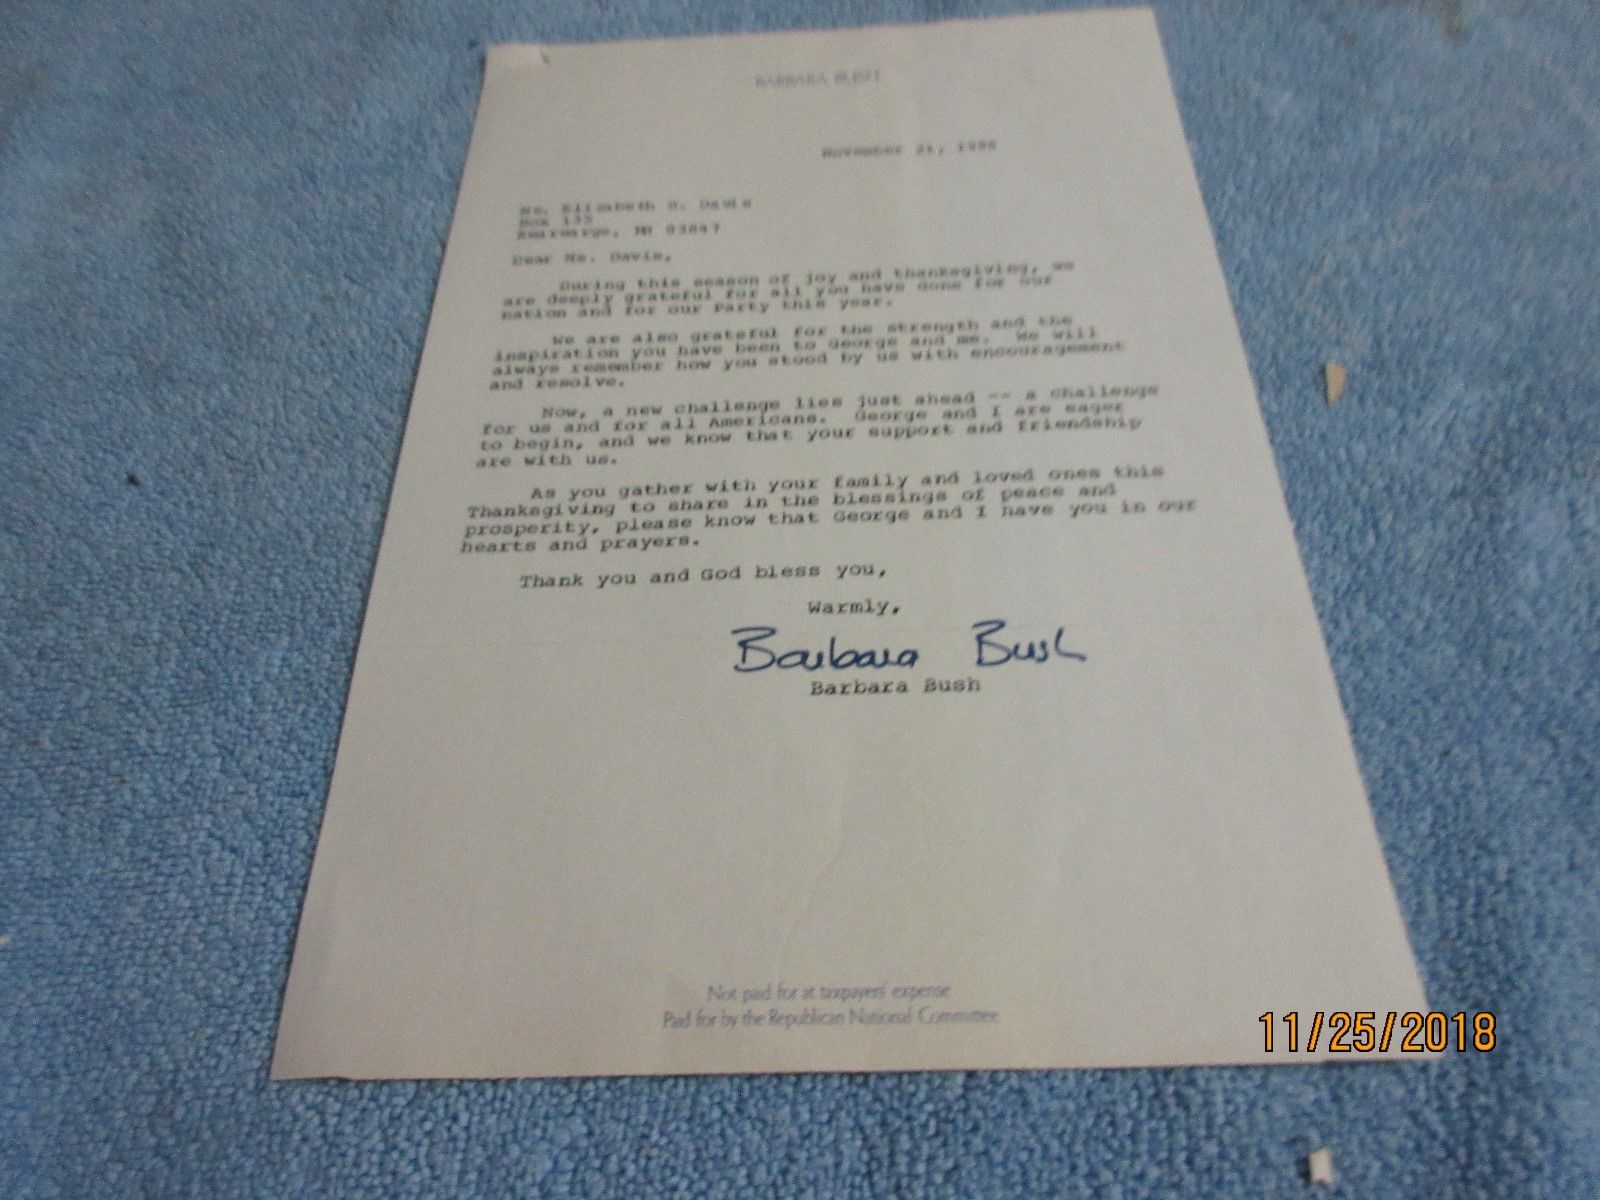 BARBARA BUSH
November 21, 1988
Ms. Elizabeth S. Davis
Box 135
Kearsarge, NH 03847
Dear Ms. Davis,
During this season of joy and thanksgiving, we
are deeply grateful for all you have done for our
nation and for our Party this year.
We are also grateful for the strength and the
inspiration you have been to George and me. We will
always remember how you stood by us with encouragement
and resolve.
Now, a new challenge lies just ahead -- a challenge
for us and for all Americans. George and I are eager
to begin, and we know that your support and friendship
are with us.
As you gather with your family and loved ones this
Thanksgiving to share in the blessings of peace and
prosperity, please know that George and I have you in our
hearts and prayers.
Thank you and God bless you,
Warmly,
Barbara Bush
Barbara Bush
Not paid for at taxpayers' expense
Paid for by the Republican National Committee
11/25/2018